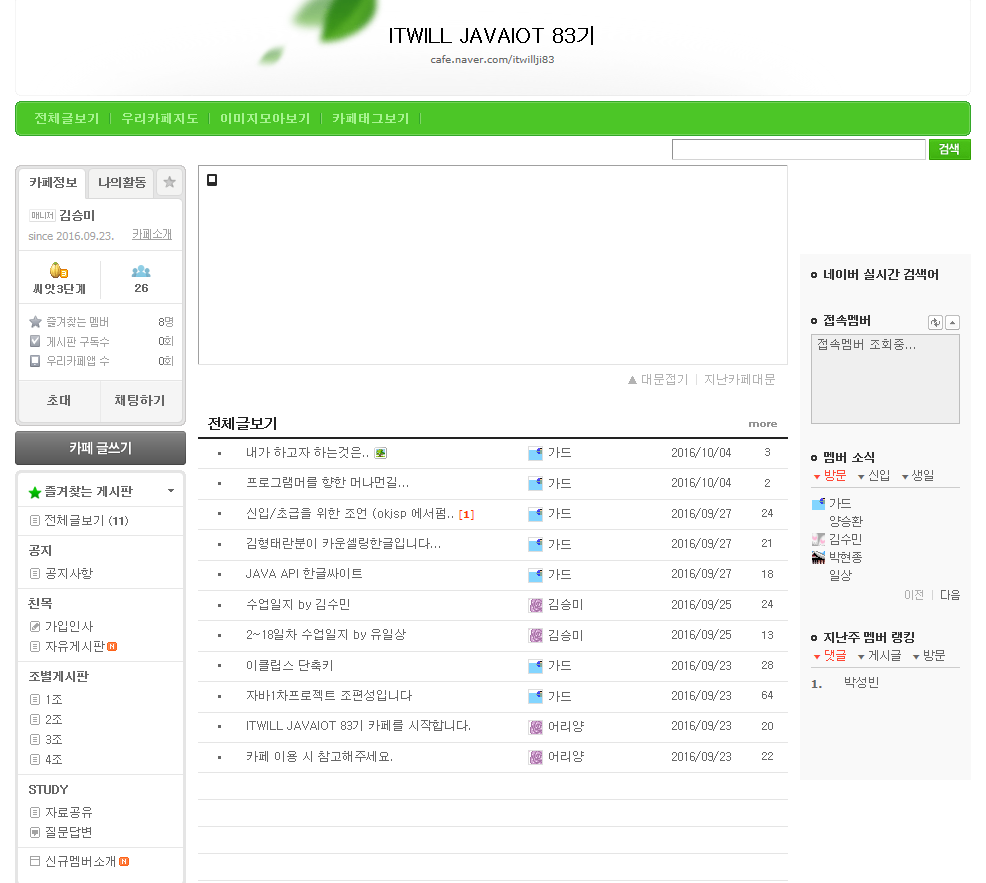 ITWILL JAVAIOT 83기
cafe.naver.com/itwillji83
전체글보기 우리카페지도 이미지모아보기 카페태그보기
검색
카페정보 나의활동
매니저 김승미
since 2016.09.23. 카페소개
씨앗3단계 26
즐겨찾는 멤버 8명
게시판 구독수 0회
우리카페앱 수 0회
초대 채팅하기
카페 글쓰기
즐겨찾는 게시판
전체글보기 (11)
공지
공지사항
친목
가입인사
자유게시판 N
조별게시판
1조
2조
3조
4조
STUDY
자료공유
질문답변
신규멤버소개 N
▲ 대문접기 지난카페대문
전체글보기 more
내가 하고자 하는것은.. 가드 2016/10/04 3
프로그램머를 향한 머나먼길... 가드 2016/10/04 2
신입/초급을 위한 조언 (okjsp 에서펌.. [1] 가드 2016/09/27 24
김형태란분이 카운셀링한글입니다... 가드 2016/09/27 21
JAVA API 한글싸이트 가드 2016/09/27 18
수업일지 by 김수민 김승미 2016/09/25 24
2~18일차 수업일지 by 유일상 김승미 2016/09/25 13
이클립스 단축키 가드 2016/09/23 28
자바1차프로젝트 조편성입니다 가드 2016/09/23 64
ITWILL JAVAIOT 83기 카페를 시작합니다. 어리양 2016/09/23 20
카페 이용 시 참고해주세요. 어리양 2016/09/23 22
네이버 실시간 검색어
접속멤버
접속멤버 조회중...
멤버 소식
방문 신입 생일
가드
양승환
김수민
박현종
일상
이전 다음
지난주 멤버 랭킹
댓글 게시글 방문
1. 박성빈